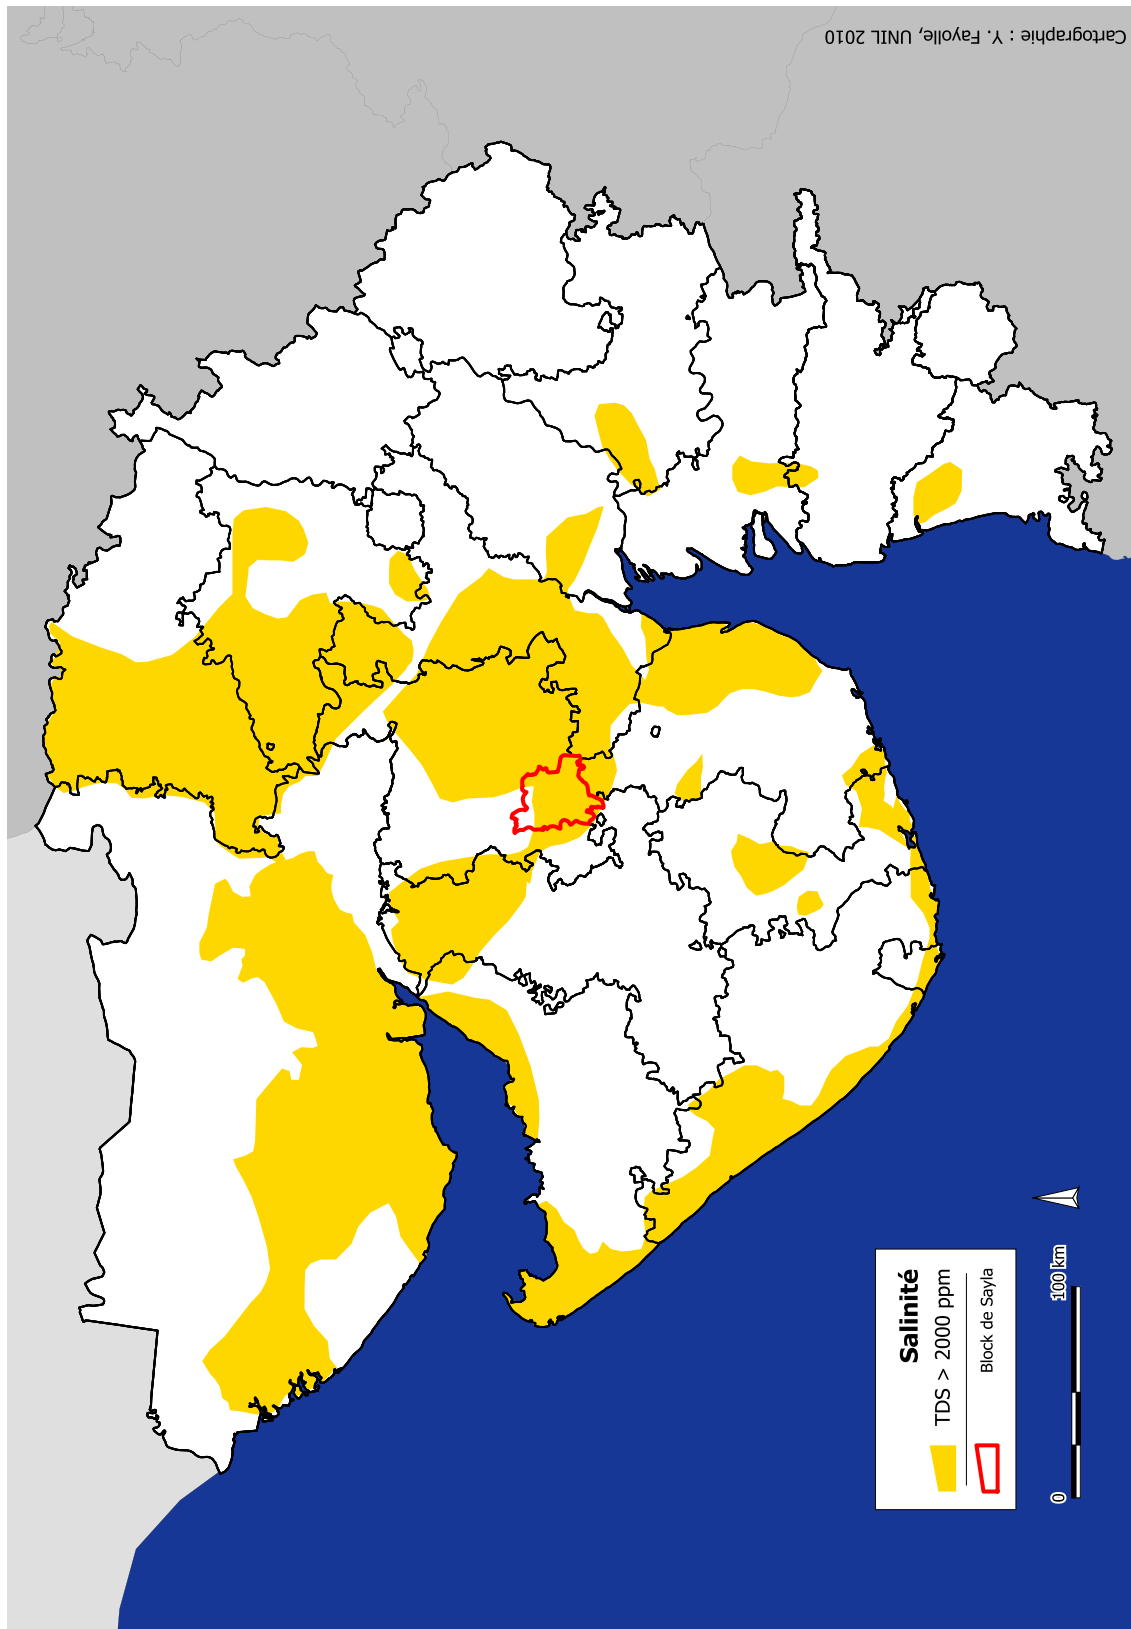 Cartographie : Y. Fayolle, UNIL 2010
Salinité
TDS > 2000 ppm
Block de Sayla
0
100 km